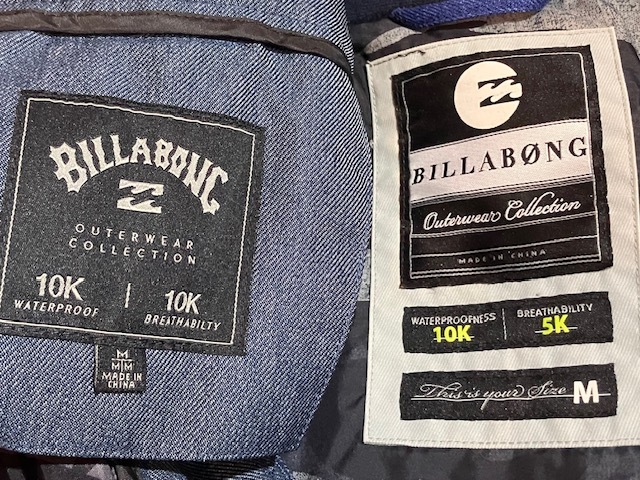 BILLABONG
OUTERWEAR
COLLECTION
10K | 10K
WATERPROOF BREATHABILTY
M
M|M
MADE IN
CHINA
BILLABØNG
Outerwear Collection
MADE IN CHINA
WATERPROOFNESS | BREATHABILITY
10K 5K
This is your Size M